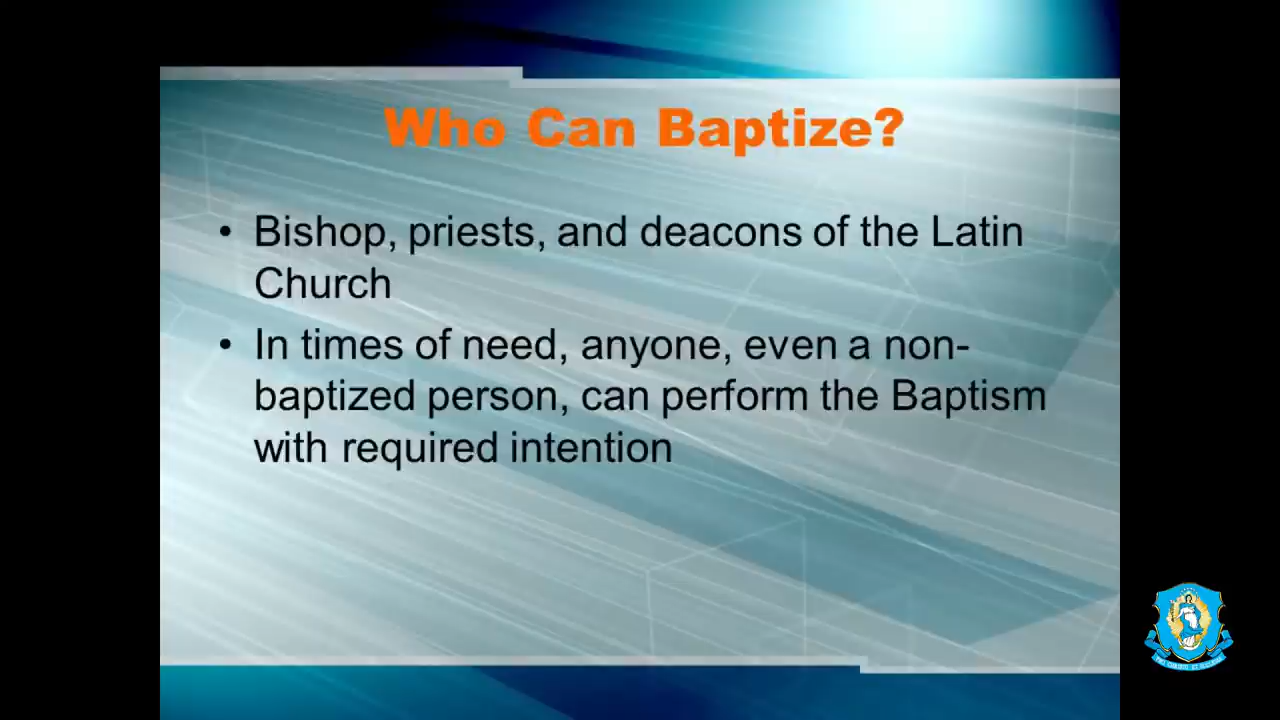 Who Can Baptize?
• Bishop, priests, and deacons of the Latin
Church
• In times of need, anyone, even a non-
baptized person, can perform the Baptism
with required intention